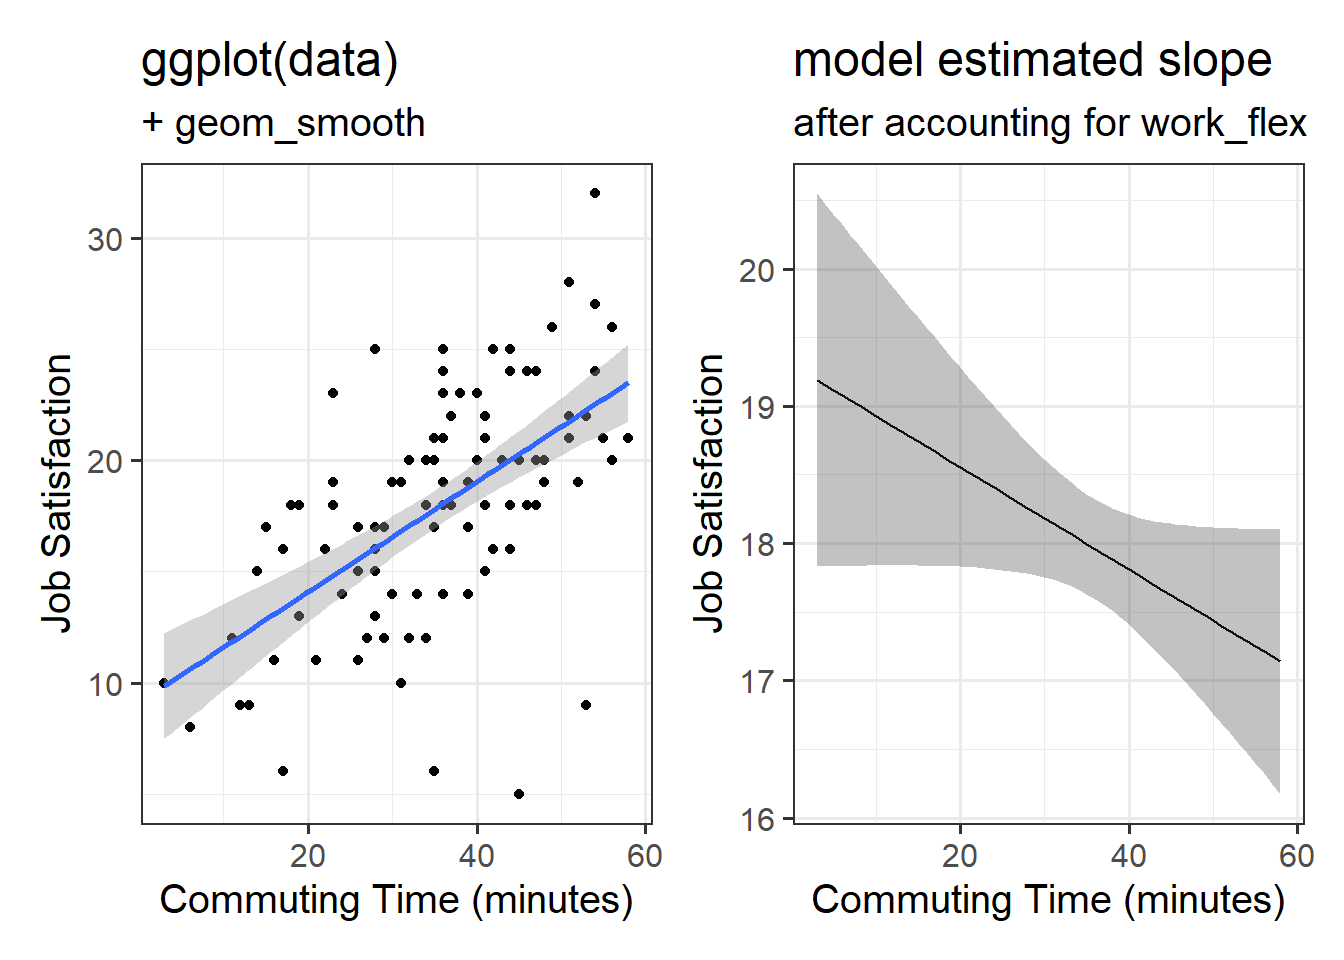 ggplot(data)
+ geom_smooth
30
20
10
Job Satisfaction
20
40
60
Commuting Time (minutes)
model estimated slope
after accounting for work_flex
20
19
18
17
16
Job Satisfaction
20
40
60
Commuting Time (minutes)